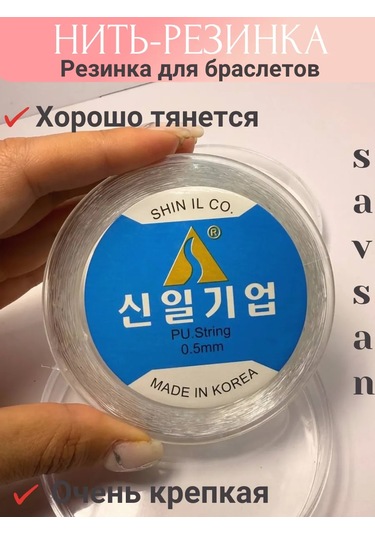 НИТЬ-РЕЗИНКА
Резинка для браслетов
Хорошо тянется
savsan
SHIN IL CO.
®
신일기업
PU.String
0.5mm
MADE IN KOREA
Очень крепкая